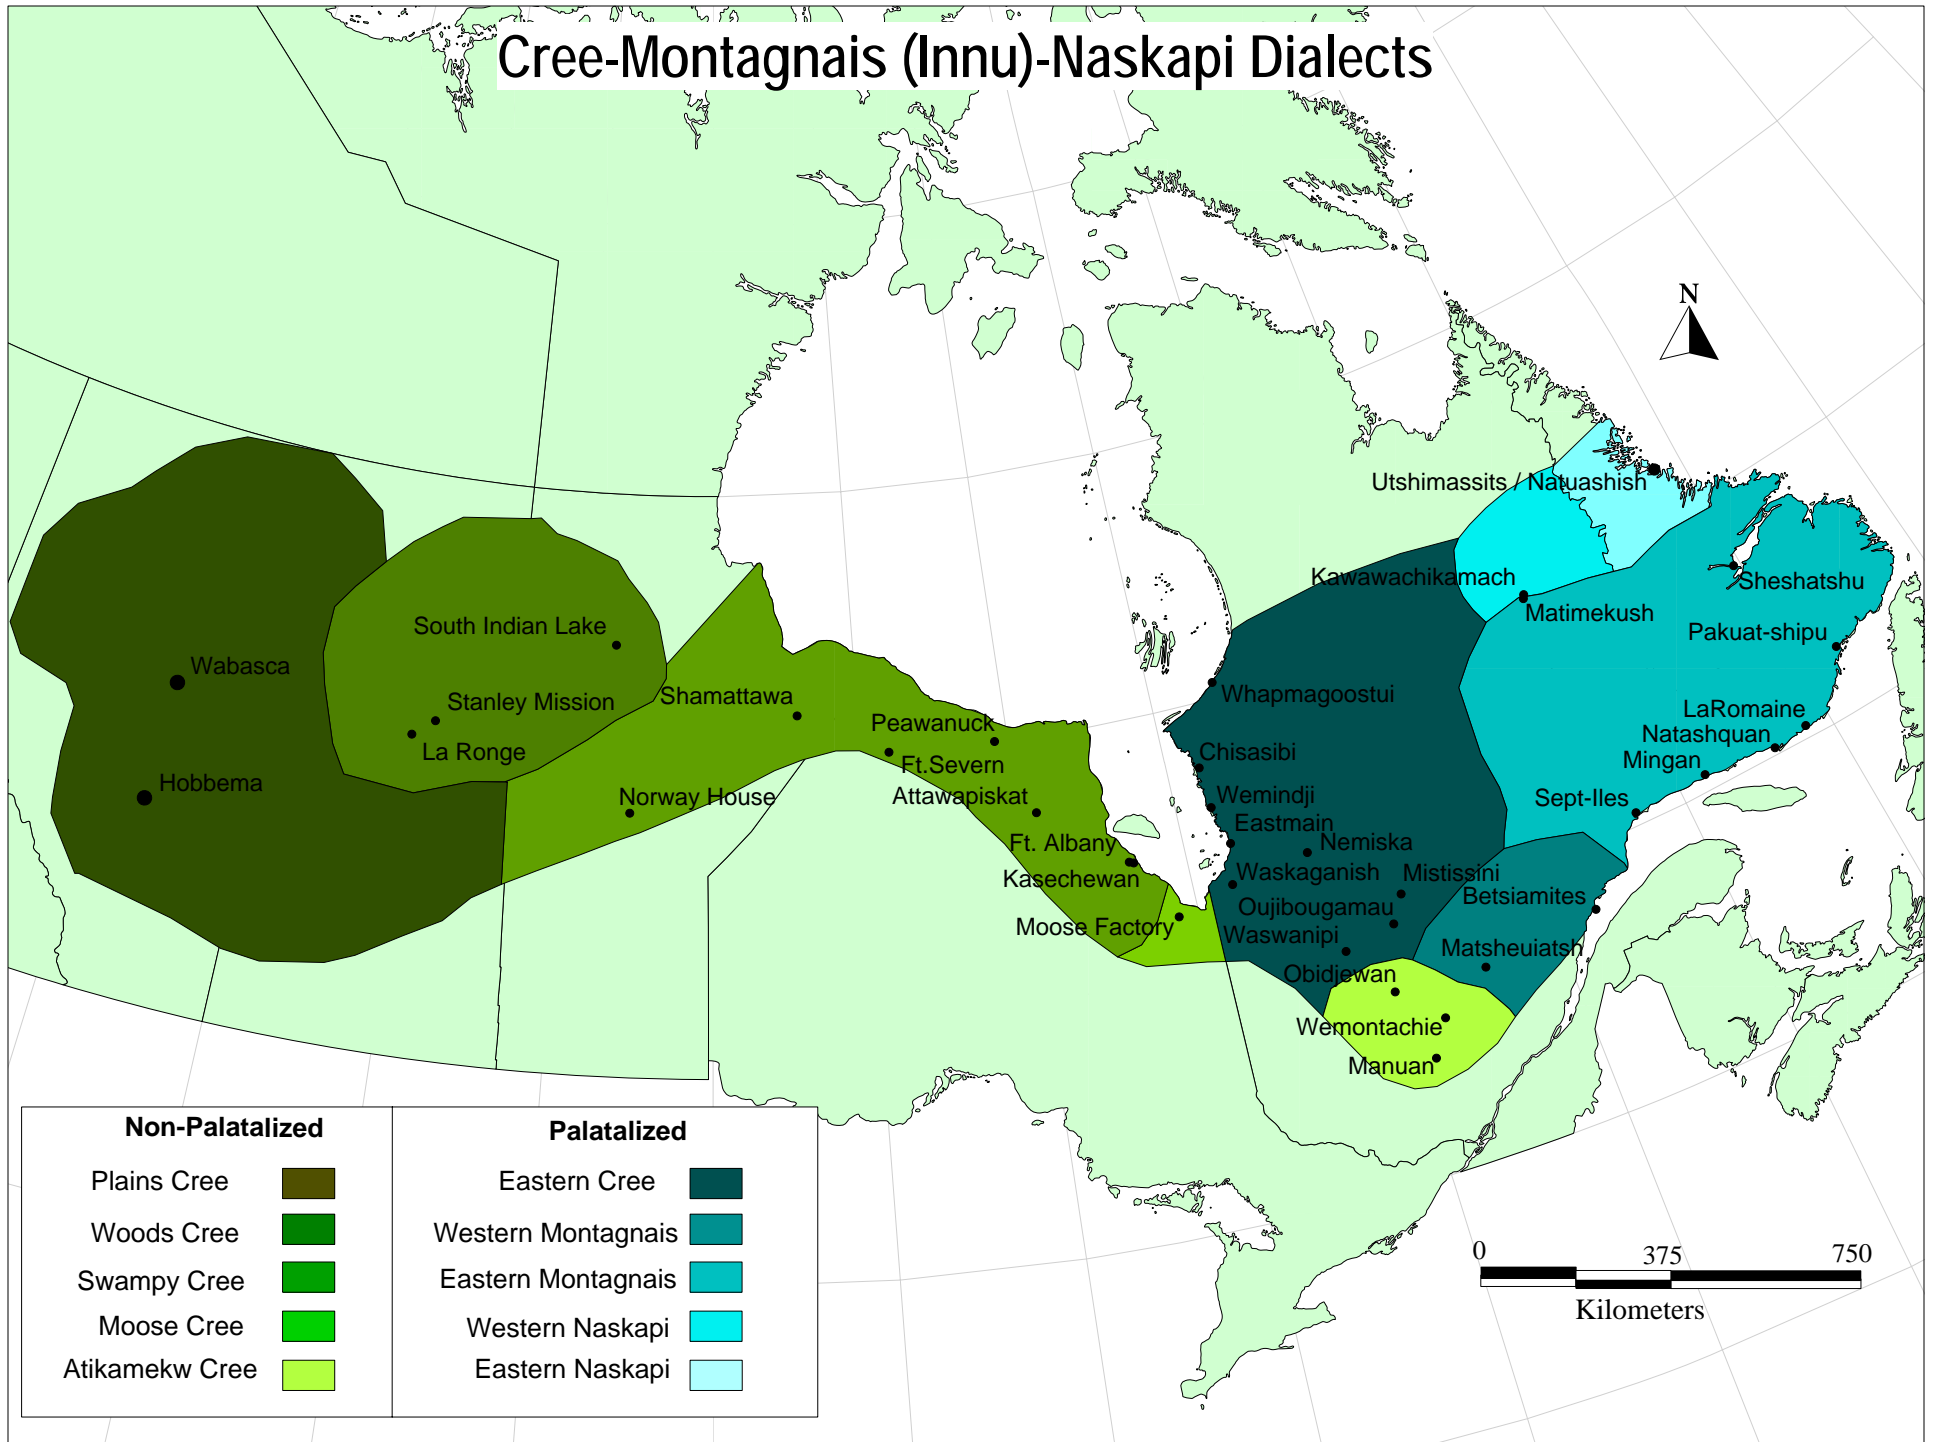 Cree-Montagnais (Innu)-Naskapi Dialects
N
Utshimassits / Natuashish
Kawawachikamach
Matimekush
Sheshatshu
Pakuat-shipu
South Indian Lake
Wabasca
Stanley Mission
La Ronge
Hobbema
Shamattawa
Norway House
Peawanuck
Ft.Severn
Attawapiskat
Ft. Albany
Kasechewan
Moose Factory
Whapmagoostui
Chisasibi
Wemindji
Eastmain
Nemiska
Waskaganish
Mistissini
Oujibougamau
Waswanipi
LaRomaine
Natashquan
Mingan
Sept-Iles
Betsiamites
Matsheuiatsh
Obidjewan
Wemontachie
Manuan
Non-Palatalized
Plains Cree
Woods Cree
Swampy Cree
Moose Cree
Atikamekw Cree
Palatalized
Eastern Cree
Western Montagnais
Eastern Montagnais
Western Naskapi
Eastern Naskapi
0 375 750
Kilometers